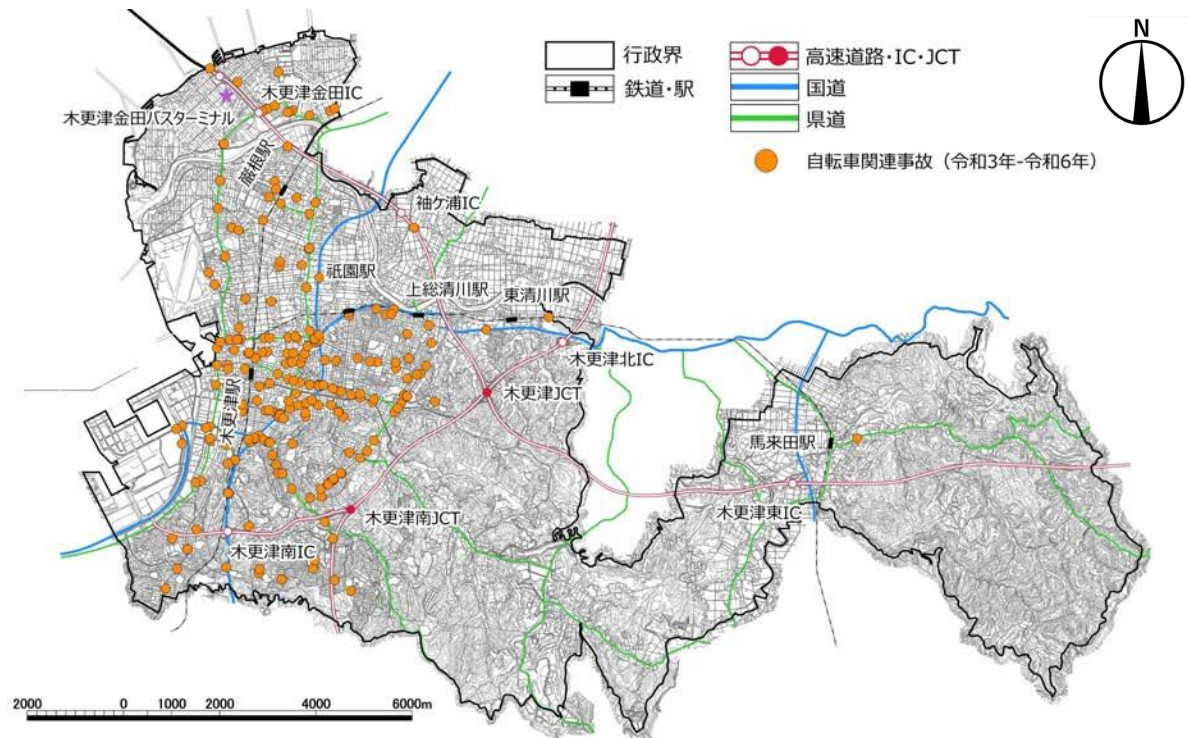 N
行政界
鉄道・駅
高速道路・IC・JCT
国道
県道
自転車関連事故（令和3年-令和6年）
木更津金田IC
木更津金田バスターミナル
巌根駅
袖ケ浦IC
祇園駅
上総清川駅
東清川駅
木更津北IC
木更津JCT
木更津駅
馬来田駅
木更津東IC
木更津南JCT
木更津南IC
2000 0 1000 2000 4000 6000m